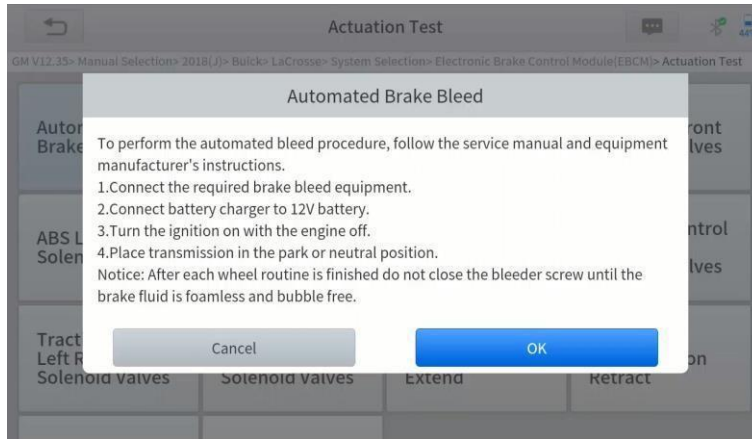 Actuation Test
GM V12.35> Manual Selection> 2018(J)> Buick> LaCrosse> System Selection> Electronic Brake Control Module(EBCM)> Actuation Test
Automated Brake Bleed
To perform the automated bleed procedure, follow the service manual and equipment
manufacturer's instructions.
1.Connect the required brake bleed equipment.
2.Connect battery charger to 12V battery.
3.Turn the ignition on with the engine off.
4.Place transmission in the park or neutral position.
Notice: After each wheel routine is finished do not close the bleeder screw until the
brake fluid is foamless and bubble free.
Cancel
OK
Autor
Brake
ront
lves
ABS L
Solen
ntrol
lves
Tract
Left R
Solenoid Valves
Solenoid Valves
Extend
on
Retract